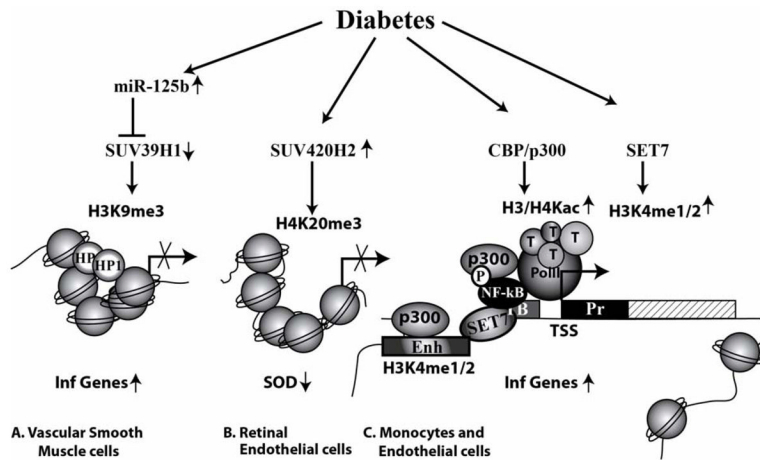 Diabetes
miR-125b↑
SUV39H1↓
SUV420H2 ↑
CBP/p300
SET7
H3K9me3
H4K20me3
H3/H4Kac↑
H3K4me1/2↑
HP
HP1
T
T
T
T
p300
PolII
P
NF-kB
p300
SET7
B
Pr
Enh
TSS
H3K4me1/2
Inf Genes ↑
SOD ↓
Inf Genes ↑
A. Vascular Smooth
Muscle cells
B. Retinal
Endothelial cells
C. Monocytes and
Endothelial cells